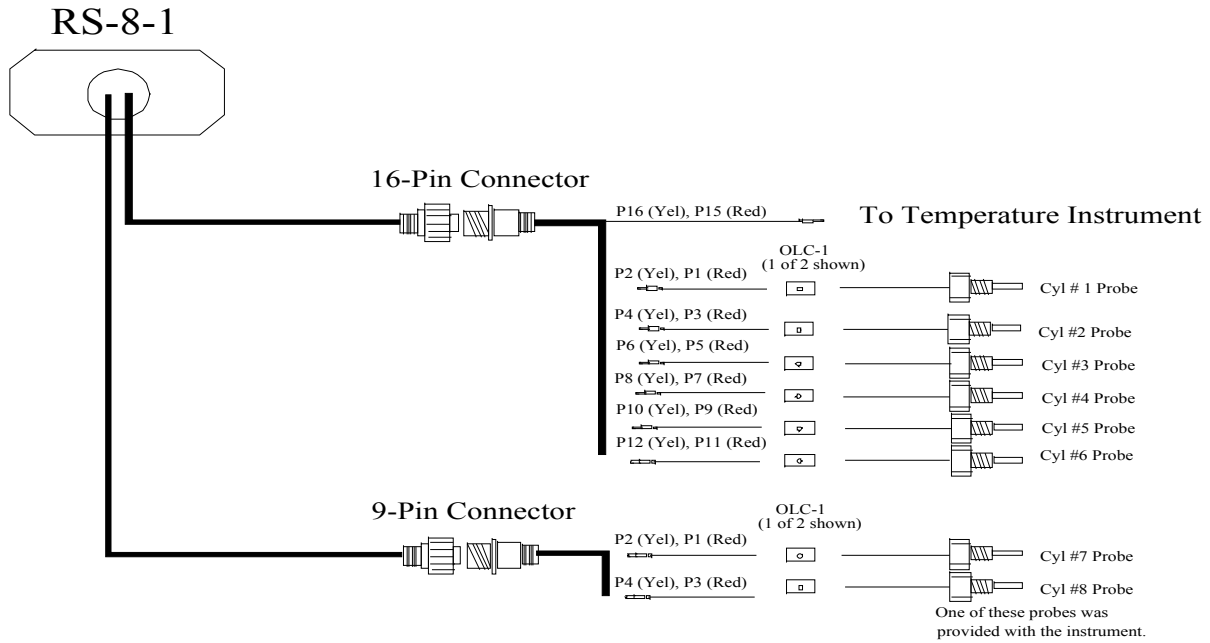 RS-8-1
16-Pin Connector
P16 (Yel), P15 (Red)
To Temperature Instrument
OLC-1
(1 of 2 shown)
P2 (Yel), P1 (Red)
Cyl # 1 Probe
P4 (Yel), P3 (Red)
Cyl #2 Probe
P6 (Yel), P5 (Red)
Cyl #3 Probe
P8 (Yel), P7 (Red)
Cyl #4 Probe
P10 (Yel), P9 (Red)
Cyl #5 Probe
P12 (Yel), P11 (Red)
Cyl #6 Probe
9-Pin Connector
OLC-1
(1 of 2 shown)
P2 (Yel), P1 (Red)
Cyl #7 Probe
P4 (Yel), P3 (Red)
Cyl #8 Probe
One of these probes was
provided with the instrument.